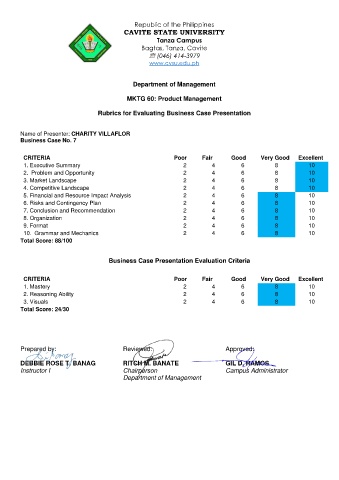 Republic of the Philippines
CAVITE STATE UNIVERSITY
Tanza Campus
Bagtas, Tanza, Cavite
☏ (046) 414-3979
www.cvsu.edu.ph
Department of Management
MKTG 60: Product Management
Rubrics for Evaluating Business Case Presentation
Name of Presenter: CHARITY VILLAFLOR
Business Case No. 7
CRITERIA Poor Fair Good Very Good Excellent
1. Executive Summary 2 4 6 8 10
2. Problem and Opportunity 2 4 6 8 10
3. Market Landscape 2 4 6 8 10
4. Competitive Landscape 2 4 6 8 10
5. Financial and Resource Impact Analysis 2 4 6 8 10
6. Risks and Contingency Plan 2 4 6 8 10
7. Conclusion and Recommendation 2 4 6 8 10
8. Organization 2 4 6 8 10
9. Format 2 4 6 8 10
10. Grammar and Mechanics 2 4 6 8 10
Total Score: 88/100
Business Case Presentation Evaluation Criteria
CRITERIA Poor Fair Good Very Good Excellent
1. Mastery 2 4 6 8 10
2. Reasoning Ability 2 4 6 8 10
3. Visuals 2 4 6 8 10
Total Score: 24/30
Prepared by: Reviewed: Approved:
DEBBIE ROSE T. BANAG RITCH M. BANATE GIL D. RAMOS
Instructor I Chairperson Campus Administrator
Department of Management